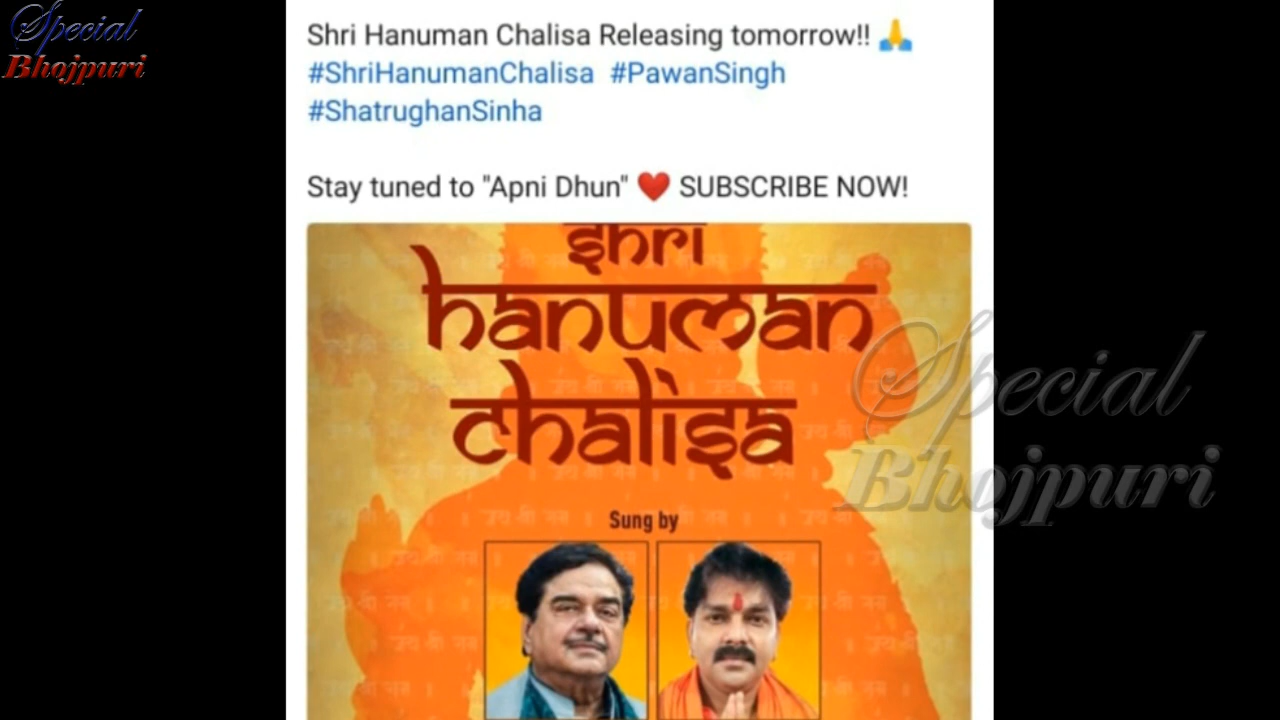 Special
Bhojpuri
Shri Hanuman Chalisa Releasing tomorrow!! 🙏
#ShriHanumanChalisa #PawanSingh
#ShatrughanSinha
Stay tuned to "Apni Dhun" ❤️ SUBSCRIBE NOW!
shri
hanuman
chalisa
Special
Bhojpuri
Sung by